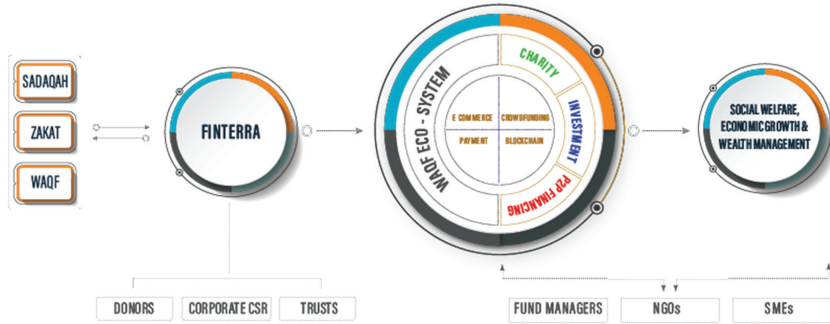 SADAQAH
ZAKAT
WAQF
FINTERRA
WAQF ECO - SYSTEM
CHARITY
INVESTMENT
P2P FINANCING
E COMMERCE
CROWDFUNDING
PAYMENT
BLOCKCHAIN
SOCIAL WELFARE,
ECONOMIC GROWTH &
WEALTH MANAGEMENT
DONORS
CORPORATE CSR
TRUSTS
FUND MANAGERS
NGOs
SMEs